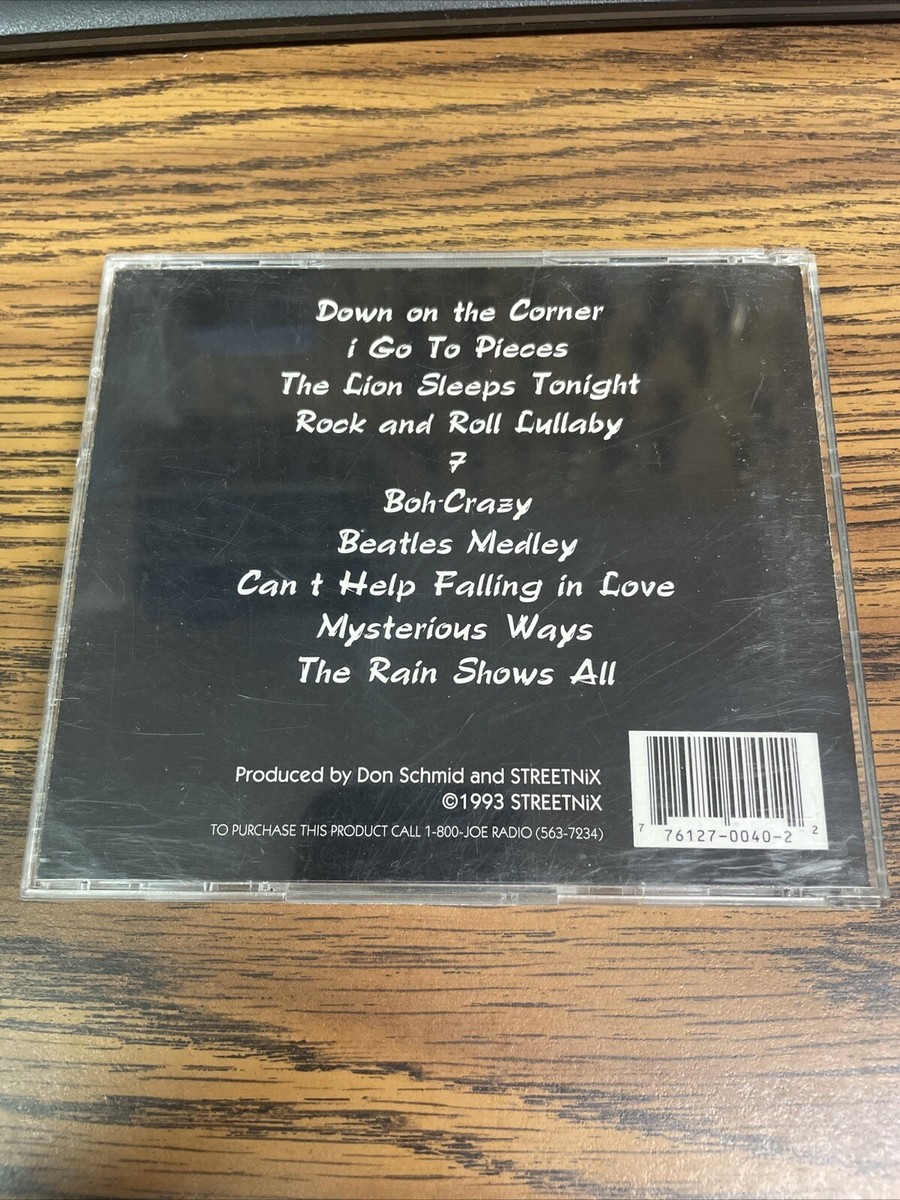 Down on the Corner
i Go To Pieces
The Lion Sleeps Tonight
Rock and Roll Lullaby
7
Boh-Crazy
Beatles Medley
Can t Help Falling in Love
Mysterious Ways
The Rain Shows All
Produced by Don Schmid and STREETNiX
©1993 STREETNiX
TO PURCHASE THIS PRODUCT CALL 1-800-JOE RADIO (563-7234)
7 76127-0040-2 2